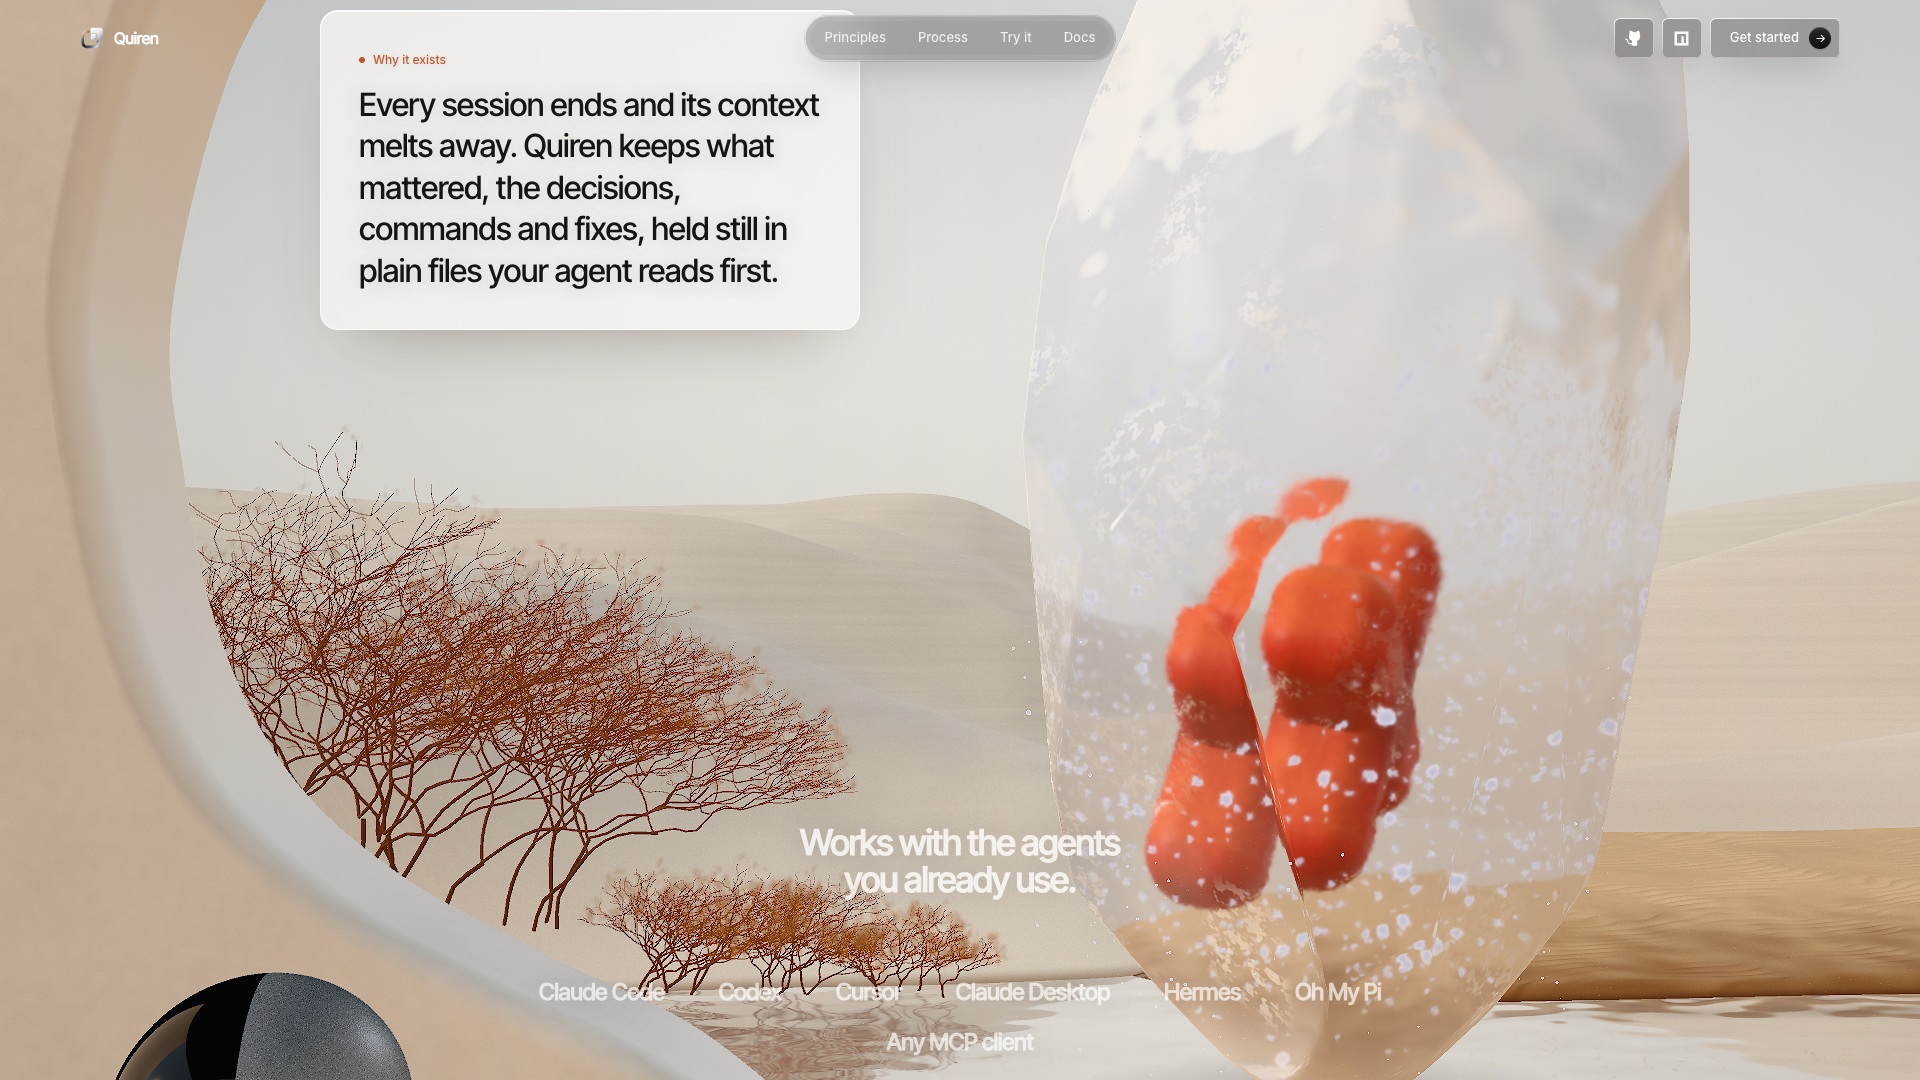 Quiren
Principles
Process
Try it
Docs
Get started
Why it exists
Every session ends and its context
melts away. Quiren keeps what
mattered, the decisions,
commands and fixes, held still in
plain files your agent reads first.
Works with the agents
you already use.
Claude Code
Codex
Cursor
Claude Desktop
Hermes
Oh My Pi
Any MCP client